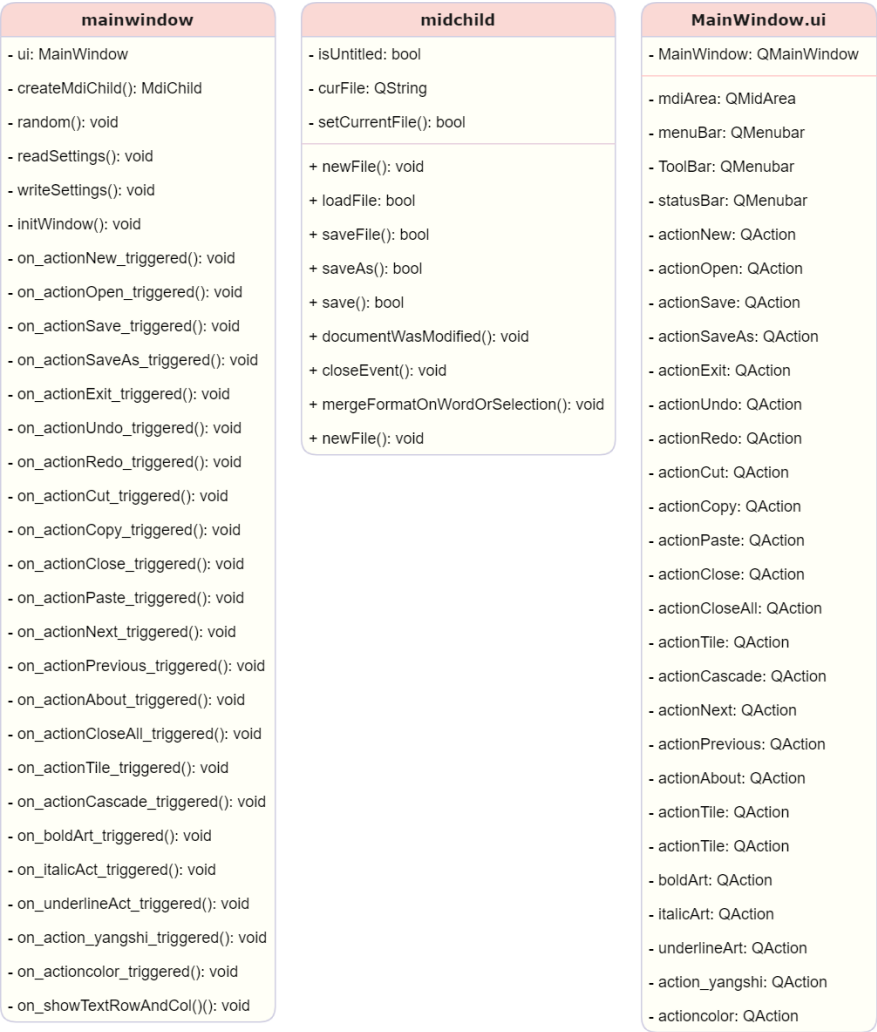 mainwindow
- ui: MainWindow
- createMdiChild(): MdiChild
- random(): void
- readSettings(): void
- writeSettings(): void
- initWindow(): void
- on_actionNew_triggered(): void
- on_actionOpen_triggered(): void
- on_actionSave_triggered(): void
- on_actionSaveAs_triggered(): void
- on_actionExit_triggered(): void
- on_actionUndo_triggered(): void
- on_actionRedo_triggered(): void
- on_actionCut_triggered(): void
- on_actionCopy_triggered(): void
- on_actionClose_triggered(): void
- on_actionPaste_triggered(): void
- on_actionNext_triggered(): void
- on_actionPrevious_triggered(): void
- on_actionAbout_triggered(): void
- on_actionCloseAll_triggered(): void
- on_actionTile_triggered(): void
- on_actionCascade_triggered(): void
- on_boldArt_triggered(): void
- on_italicAct_triggered(): void
- on_underlineAct_triggered(): void
- on_action_yangshi_triggered(): void
- on_actioncolor_triggered(): void
- on_showTextRowAndCol()(): void
midchild
- isUntitled: bool
- curFile: QString
- setCurrentFile(): bool
+ newFile(): void
+ loadFile: bool
+ saveFile(): bool
+ saveAs(): bool
+ save(): bool
+ documentWasModified(): void
+ closeEvent(): void
+ mergeFormatOnWordOrSelection(): void
+ newFile(): void
MainWindow.ui
- MainWindow: QMainWindow
- mdiArea: QMidArea
- menuBar: QMenubar
- ToolBar: QMenubar
- statusBar: QMenubar
- actionNew: QAction
- actionOpen: QAction
- actionSave: QAction
- actionSaveAs: QAction
- actionExit: QAction
- actionUndo: QAction
- actionRedo: QAction
- actionCut: QAction
- actionCopy: QAction
- actionPaste: QAction
- actionClose: QAction
- actionCloseAll: QAction
- actionTile: QAction
- actionCascade: QAction
- actionNext: QAction
- actionPrevious: QAction
- actionAbout: QAction
- actionTile: QAction
- actionTile: QAction
- boldArt: QAction
- italicArt: QAction
- underlineArt: QAction
- action_yangshi: QAction
- actioncolor: QAction